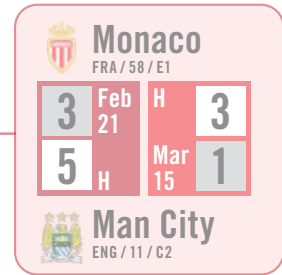 Monaco
FRA / 58 / E1
3 Feb 21 H 3
5 H Mar 15 1
Man City
ENG / 11 / C2